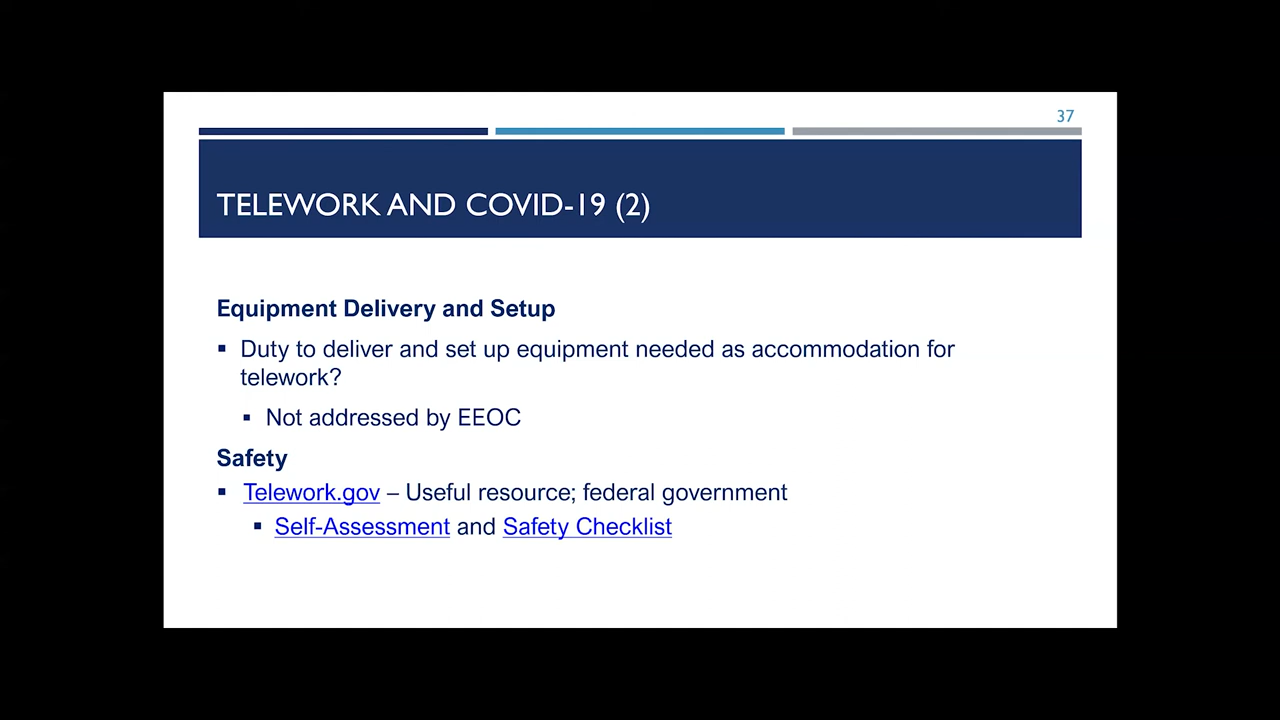 37
TELEWORK AND COVID-19 (2)
Equipment Delivery and Setup
▪ Duty to deliver and set up equipment needed as accommodation for
telework?
▪ Not addressed by EEOC
Safety
▪ Telework.gov – Useful resource; federal government
▪ Self-Assessment and Safety Checklist